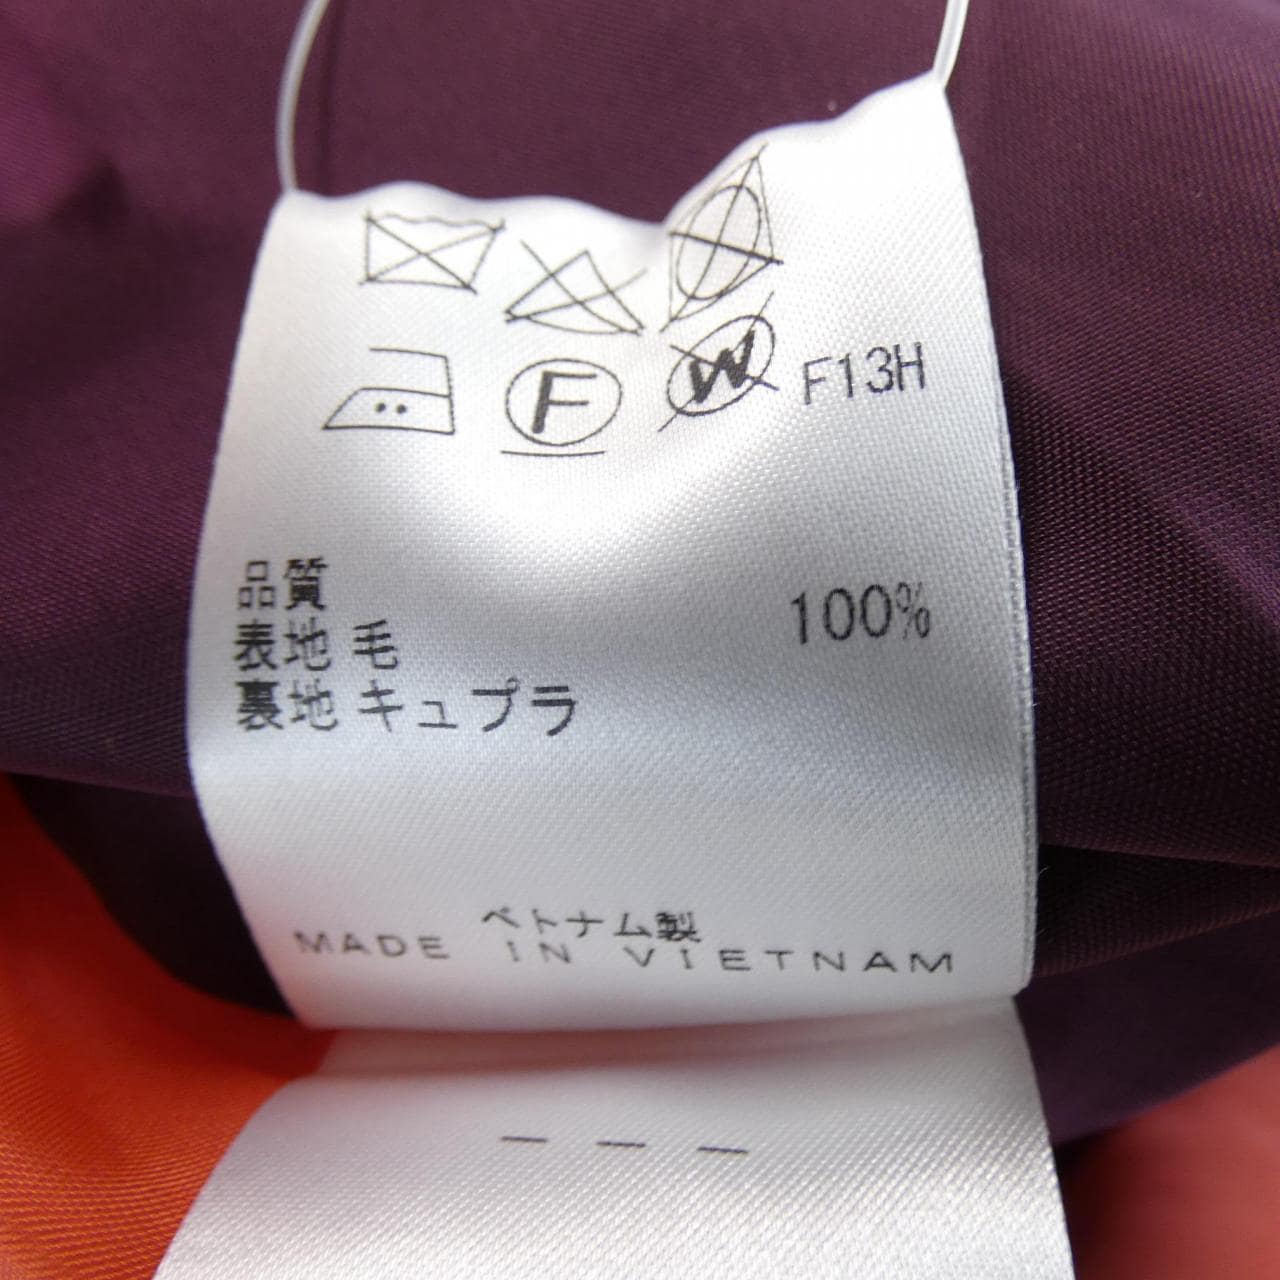 F W F13H
品質
表地 毛 100%
裏地 キュプラ
ベトナム製
MADE IN VIETNAM
— — —